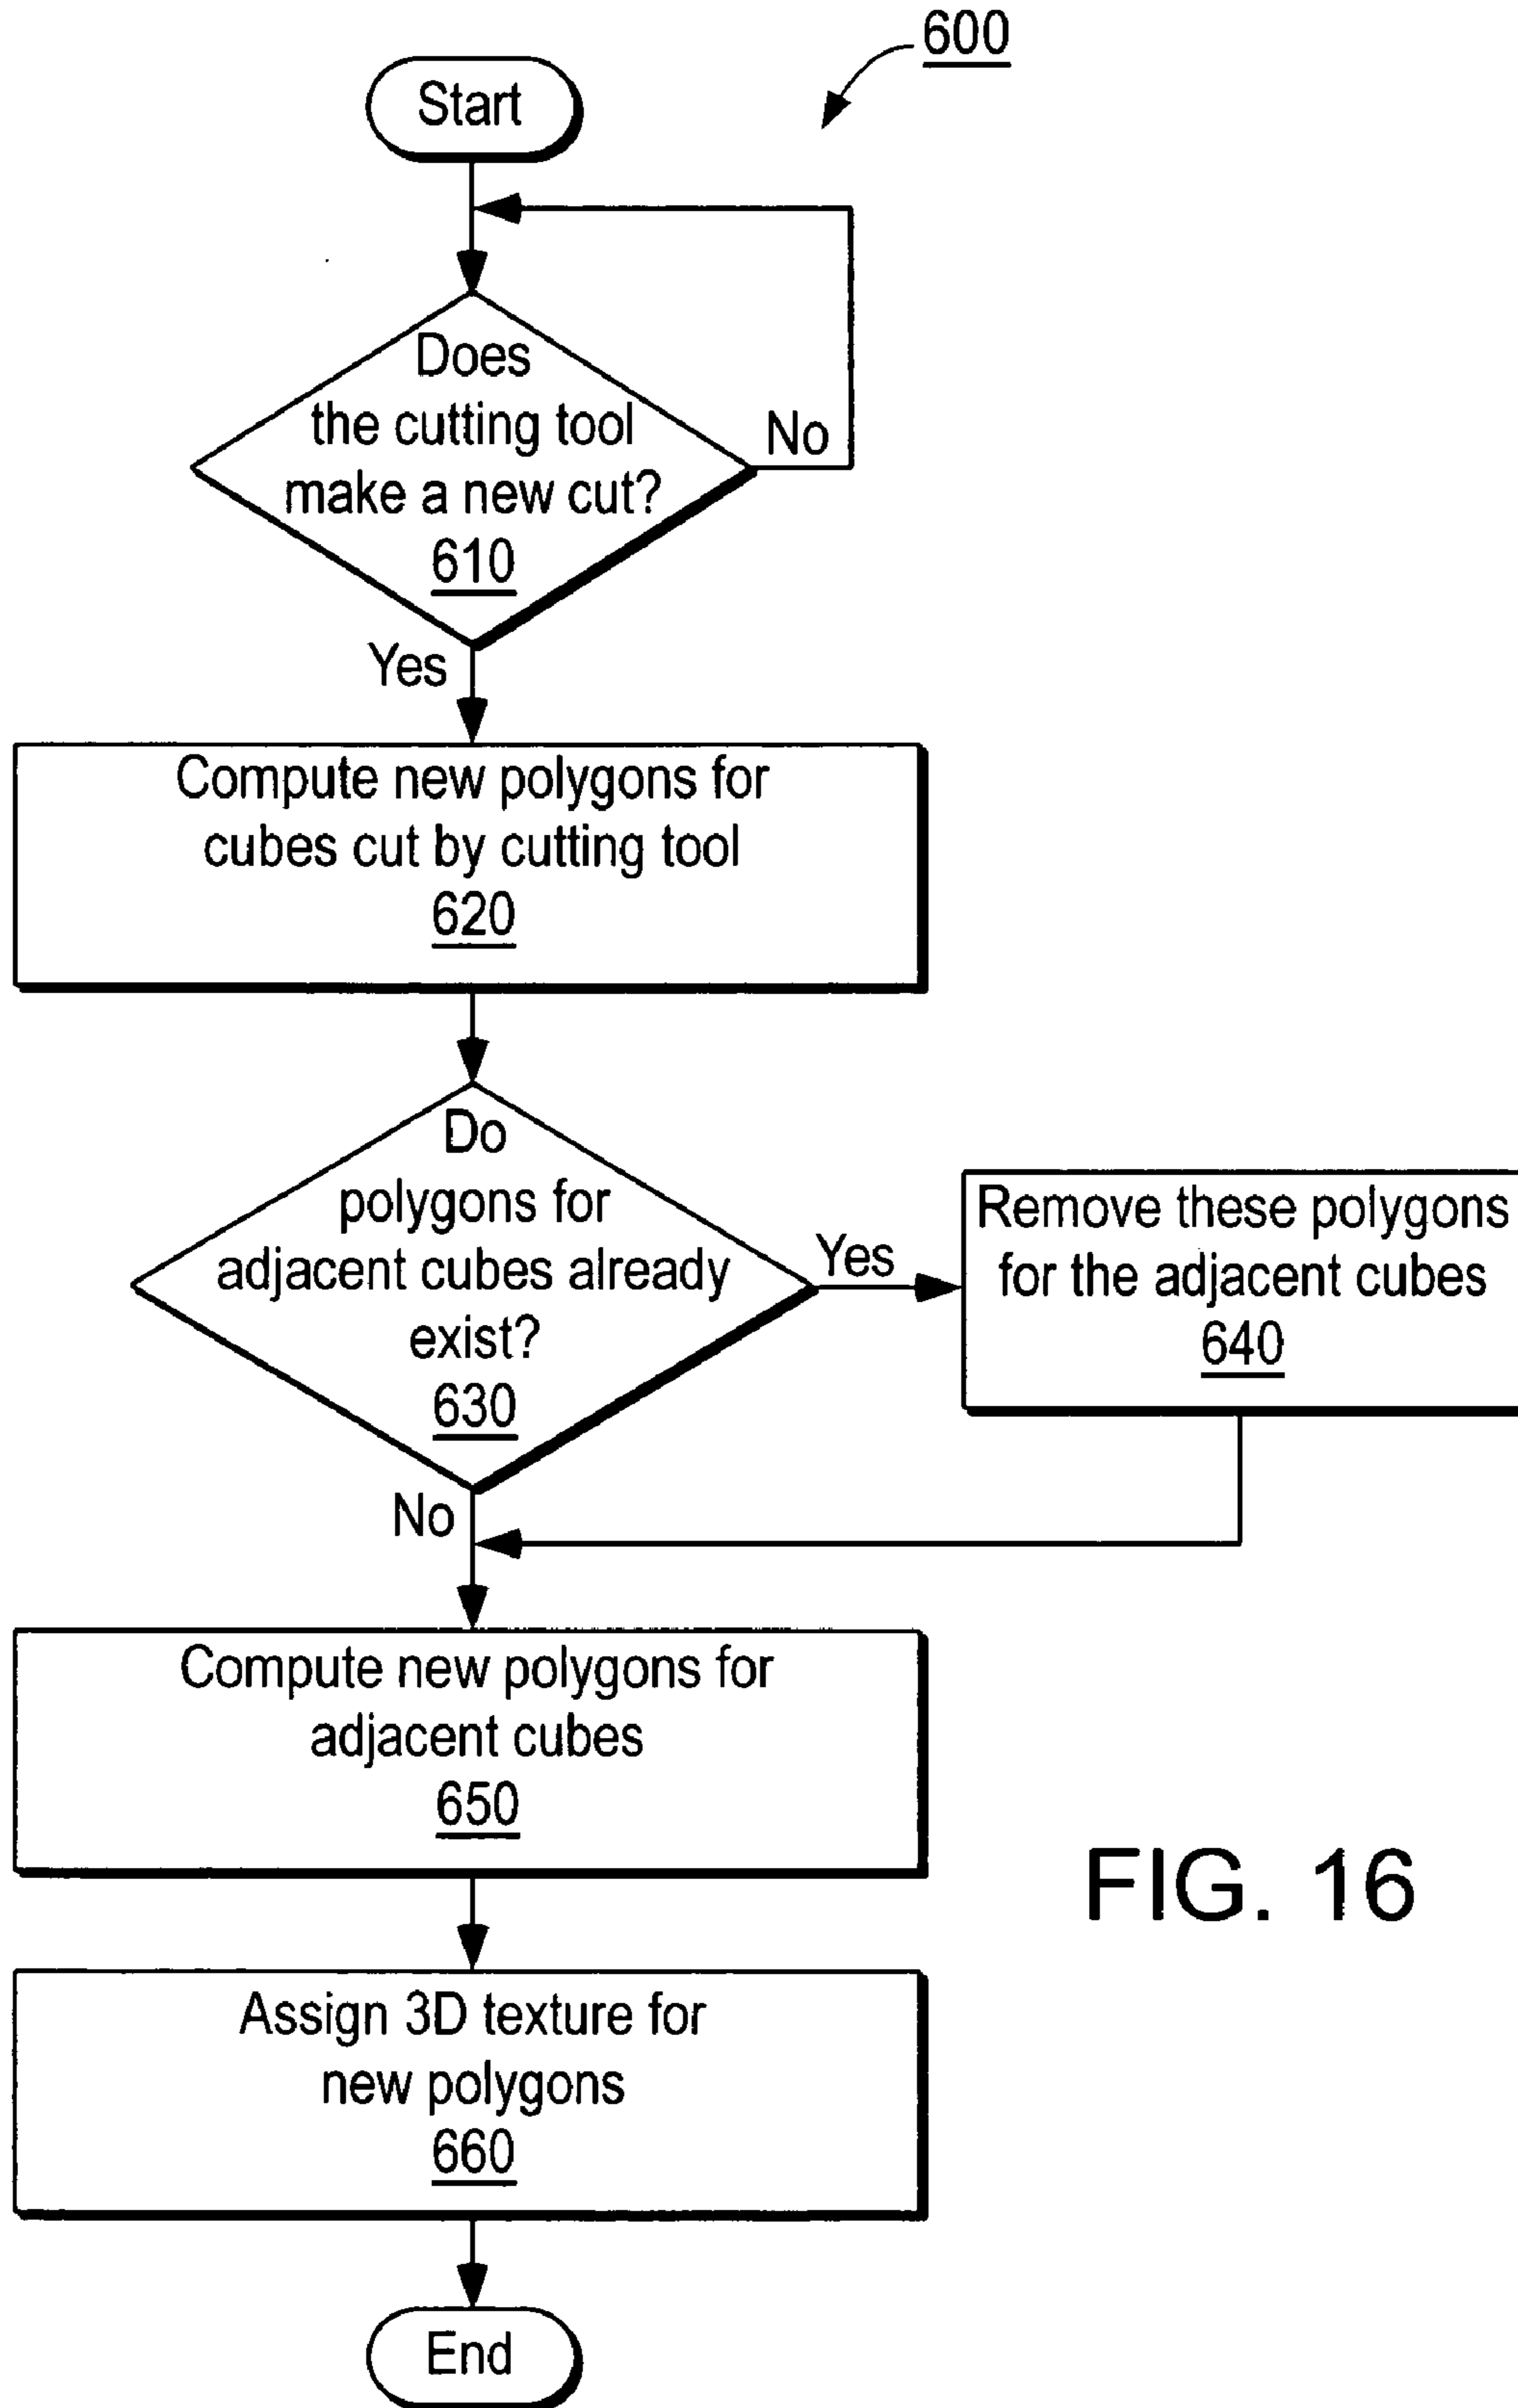 600
Start
Does
the cutting tool
make a new cut?
610
No
Yes
Compute new polygons for
cubes cut by cutting tool
620
Do
polygons for
adjacent cubes already
exist?
630
Yes
Remove these polygons
for the adjacent cubes
640
No
Compute new polygons for
adjacent cubes
650
FIG. 16
Assign 3D texture for
new polygons
660
End